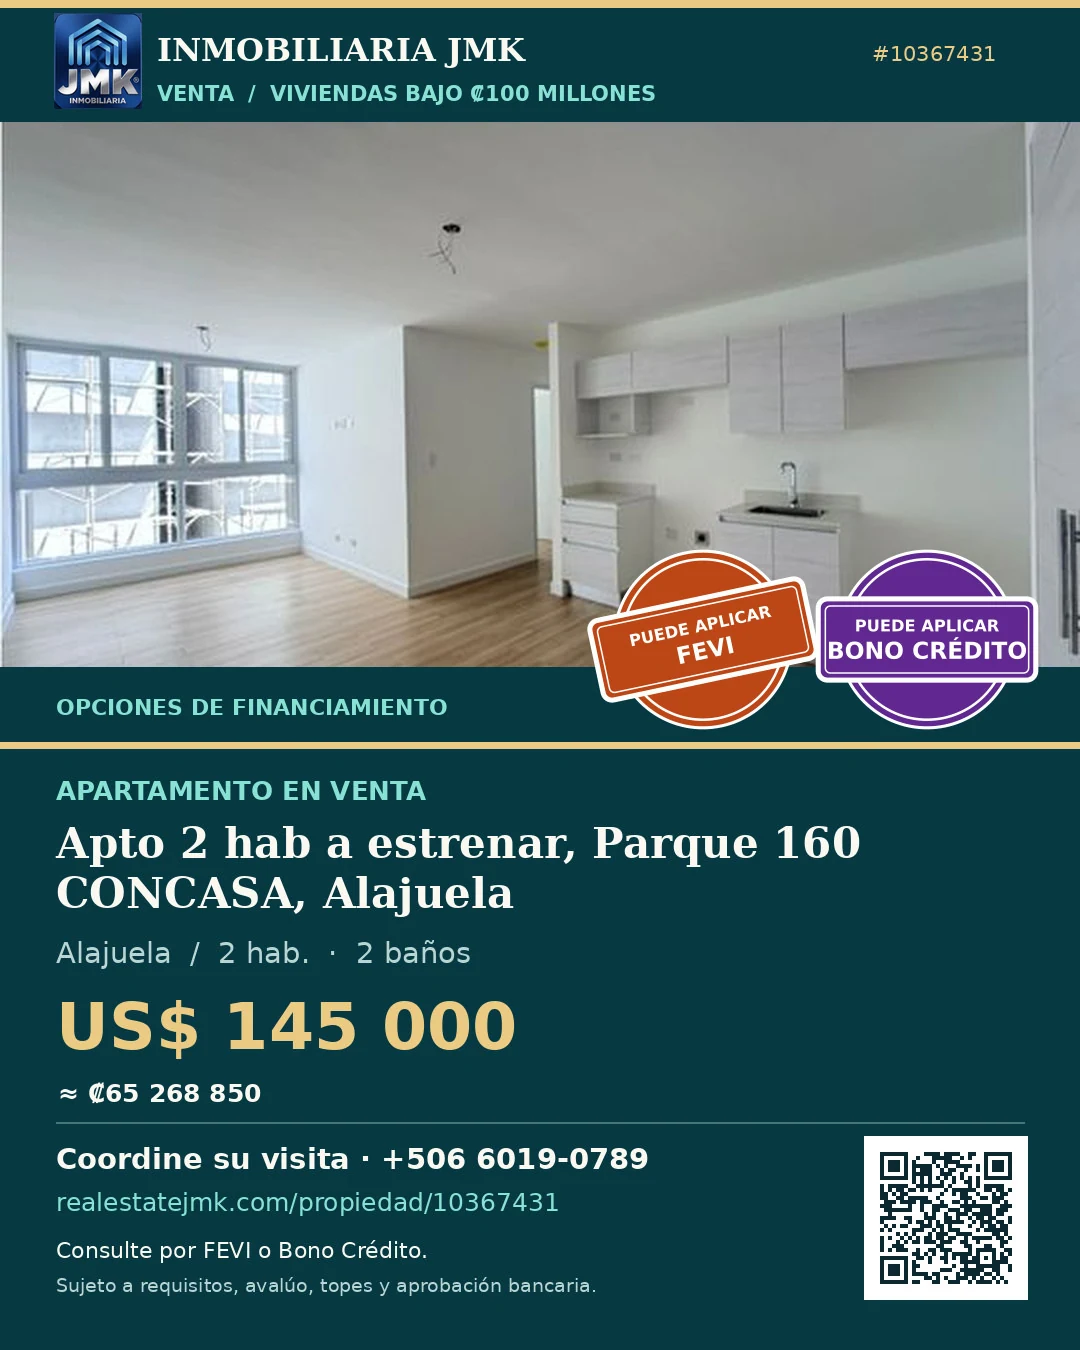 JMK
INMOBILIARIA
INMOBILIARIA JMK
#10367431
VENTA / VIVIENDAS BAJO ₡100 MILLONES
PUEDE APLICAR
FEVI
PUEDE APLICAR
BONO CRÉDITO
OPCIONES DE FINANCIAMIENTO
APARTAMENTO EN VENTA
Apto 2 hab a estrenar, Parque 160
CONCASA, Alajuela
Alajuela / 2 hab. · 2 baños
US$ 145 000
≈ ₡65 268 850
Coordine su visita · +506 6019-0789
realestatejmk.com/propiedad/10367431
Consulte por FEVI o Bono Crédito.
Sujeto a requisitos, avalúo, topes y aprobación bancaria.